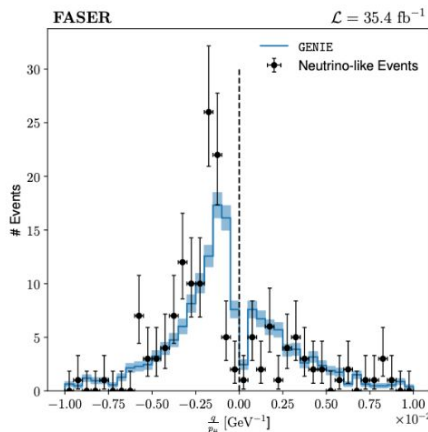 FASER
ℒ = 35.4 fb⁻¹
GENIE
Neutrino-like Events
# Events
30
25
20
15
10
5
0
-1.00 -0.75 -0.50 -0.25 0.00 0.25 0.50 0.75 1.00
×10⁻²
q/pμ [GeV⁻¹]